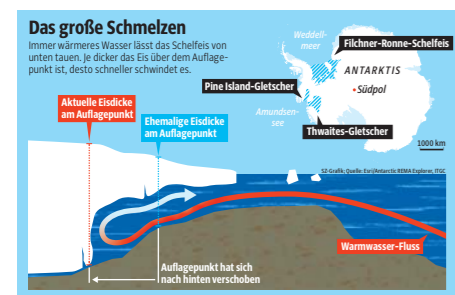 Das große Schmelzen
Immer wärmeres Wasser lässt das Schelfeis von
unten tauen. Je dicker das Eis über dem Auflage-
punkt ist, desto schneller schwindet es.
Weddell-
meer
Filchner-Ronne-Schelfeis
ANTARKTIS
Südpol
Pine Island-Gletscher
Amundsen-
see
Thwaites-Gletscher
1000 km
Aktuelle Eisdicke
am Auflagepunkt
Ehemalige Eisdicke
am Auflagepunkt
SZ-Grafik; Quelle: Esri/Antarctic REMA Explorer, ITGC
Warmwasser-Fluss
Auflagepunkt hat sich
nach hinten verschoben